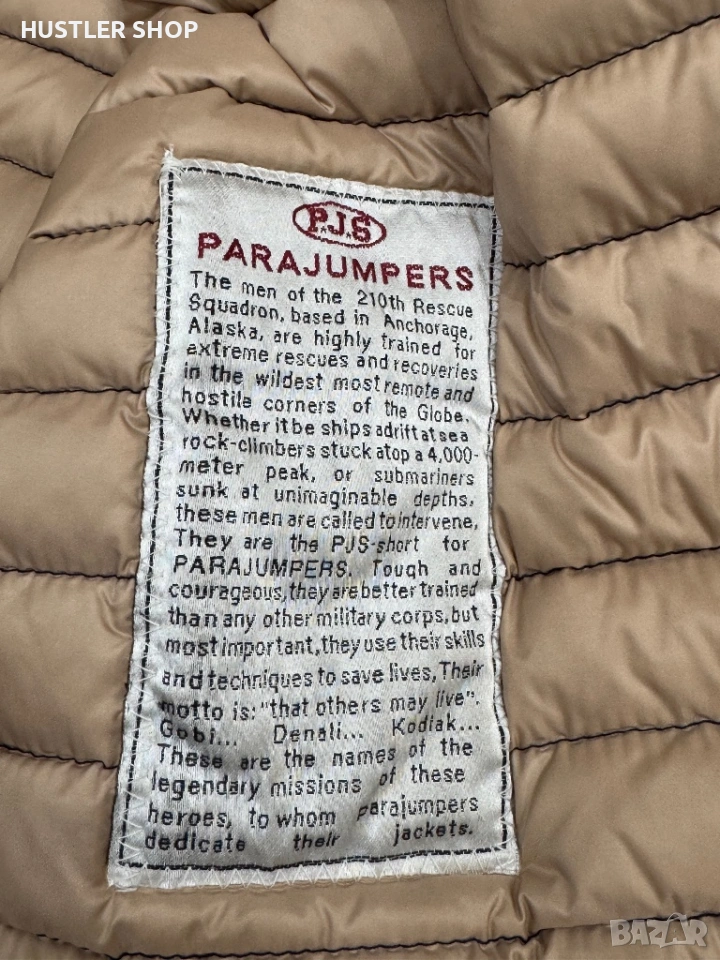 HUSTLER SHOP
P.J.S
PARAJUMPERS
The men of the 210th Rescue
Squadron, based in Anchorage,
Alaska, are highly trained for
extreme rescues and recoveries
in the wildest most remote and
hostile corners of the Globe.
Whether it be ships adrift at sea
rock-climbers stuck atop a 4,000-
meter peak, or submariners
sunk at unimaginable depths,
these men are called to intervene,
They are the PJS-short for
PARAJUMPERS. Tough and
courageous, they are better trained
than any other military corps, but
most important, they use their skills
and techniques to save lives, Their
motto is: "that others may live".
Gobi... Denali... Kodiak...
These are the names of the
legendary missions of these
heroes, to whom parajumpers
dedicate their jackets.
BAZAR